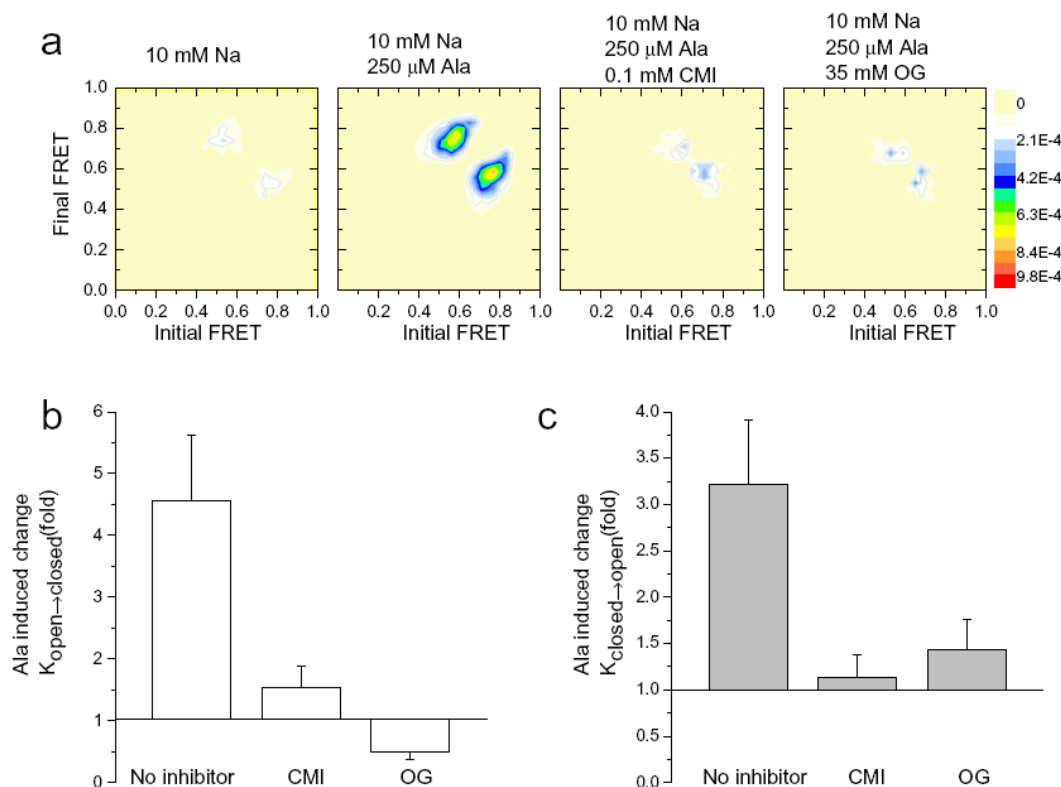 a
10 mM Na
10 mM Na
250 µM Ala
10 mM Na
250 µM Ala
0.1 mM CMI
10 mM Na
250 µM Ala
35 mM OG
Final FRET
1.0
0.8
0.6
0.4
0.2
0.0
0.0 0.2 0.4 0.6 0.8 1.0
0.2 0.4 0.6 0.8 1.0
0.2 0.4 0.6 0.8 1.0
0.2 0.4 0.6 0.8 1.0
Initial FRET
Initial FRET
Initial FRET
Initial FRET
0
2.1E-4
4.2E-4
6.3E-4
8.4E-4
9.8E-4
b
Ala induced change
Kopen→closed(fold)
6
5
4
3
2
1
0
No inhibitor CMI OG
c
Ala induced change
Kclosed→open(fold)
4.0
3.5
3.0
2.5
2.0
1.5
1.0
0.5
0.0
No inhibitor CMI OG